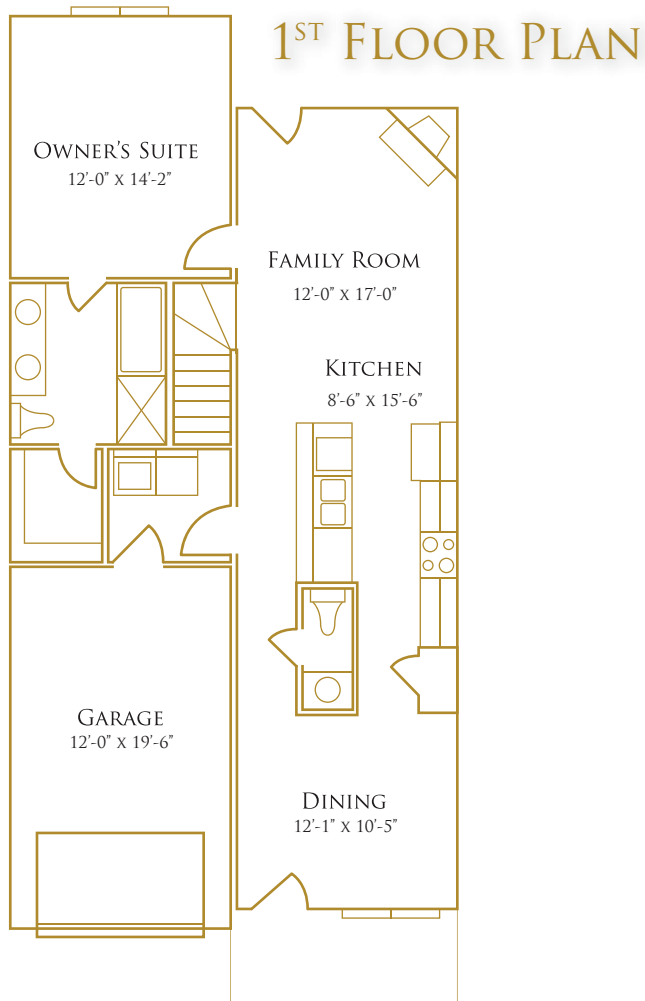 1ST FLOOR PLAN
OWNER'S SUITE
12'-0" X 14'-2"
FAMILY ROOM
12'-0" X 17'-0"
KITCHEN
8'-6" X 15'-6"
GARAGE
12'-0" X 19'-6"
DINING
12'-1" X 10'-5"